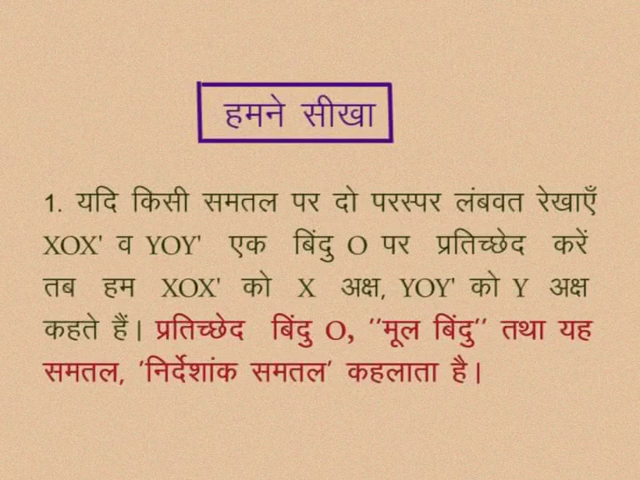 हमने सीखा
1. यदि किसी समतल पर दो परस्पर लंबवत रेखाएँ
XOX' व YOY' एक बिंदु O पर प्रतिच्छेद करें
तब हम XOX' को X अक्ष, YOY' को Y अक्ष
कहते हैं। प्रतिच्छेद बिंदु O, ''मूल बिंदु'' तथा यह
समतल, 'निर्देशांक समतल' कहलाता है।